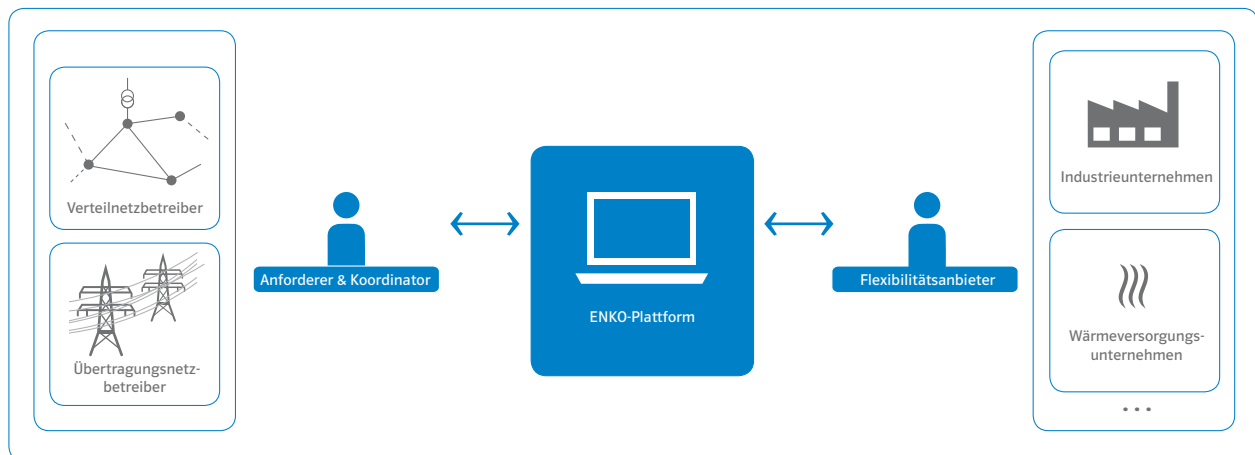 Verteilnetzbetreiber
Übertragungsnetz-
betreiber
Anforderer & Koordinator
ENKO-Plattform
Flexibilitätsanbieter
Industrieunternehmen
Wärmeversorgungs-
unternehmen
...